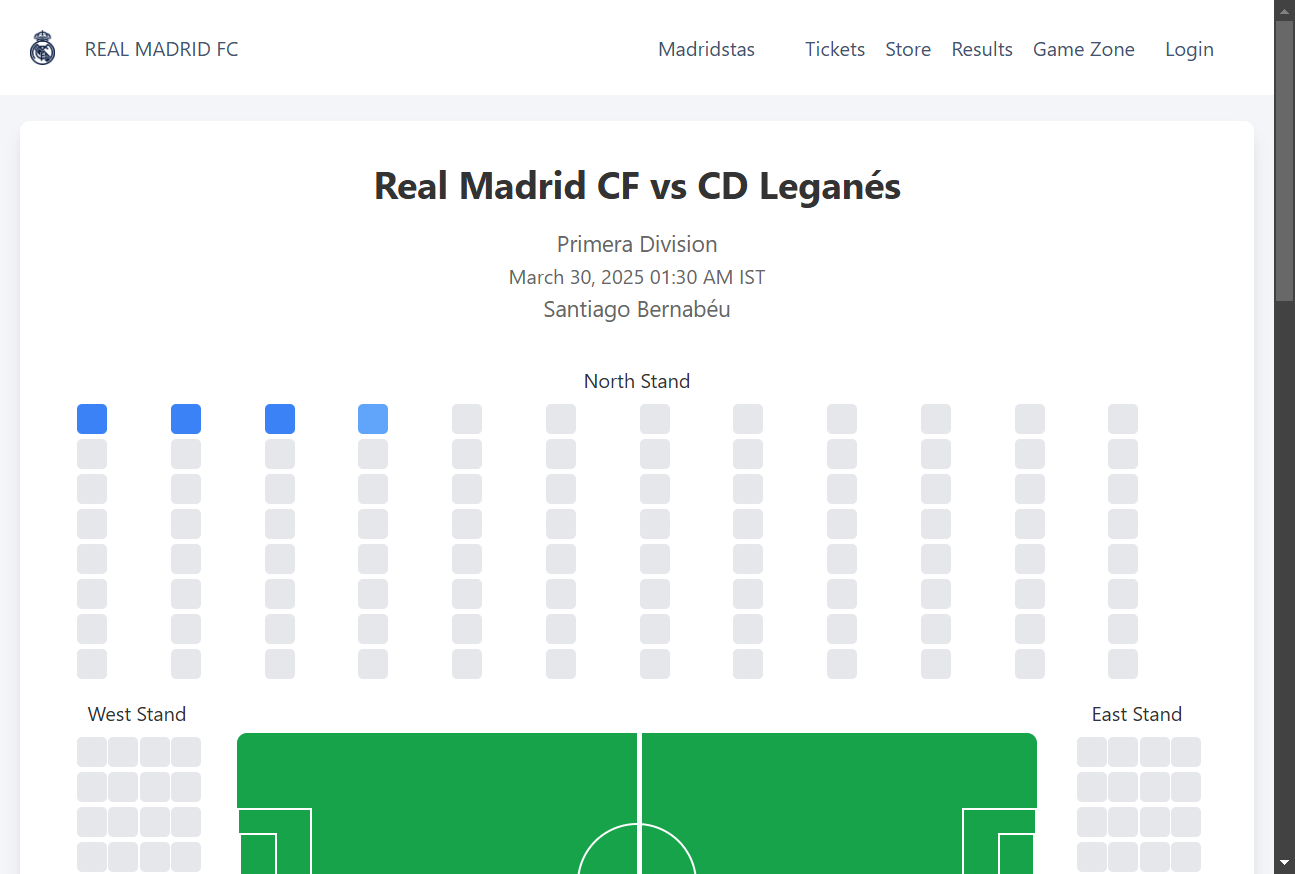 REAL MADRID FC
Madridstas Tickets Store Results Game Zone Login
Real Madrid CF vs CD Leganés
Primera Division
March 30, 2025 01:30 AM IST
Santiago Bernabéu
North Stand
West Stand
East Stand